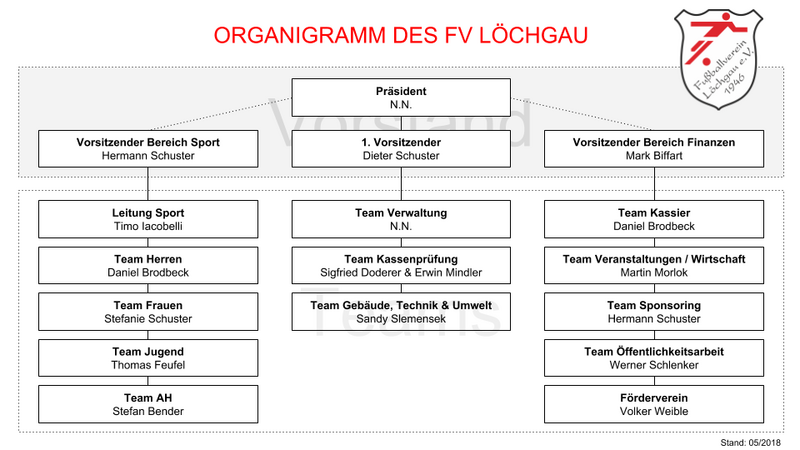 ORGANIGRAMM DES FV LÖCHGAU
Fußballverein
Löchgau e.V.
1946
Vorstand
Präsident
N.N.
Vorsitzender Bereich Sport
Hermann Schuster
1. Vorsitzender
Dieter Schuster
Vorsitzender Bereich Finanzen
Mark Biffart
Teams
Leitung Sport
Timo Iacobelli
Team Herren
Daniel Brodbeck
Team Frauen
Stefanie Schuster
Team Jugend
Thomas Feufel
Team AH
Stefan Bender
Team Verwaltung
N.N.
Team Kassenprüfung
Sigfried Doderer & Erwin Mindler
Team Gebäude, Technik & Umwelt
Sandy Slemensek
Team Kassier
Daniel Brodbeck
Team Veranstaltungen / Wirtschaft
Martin Morlok
Team Sponsoring
Hermann Schuster
Team Öffentlichkeitsarbeit
Werner Schlenker
Förderverein
Volker Weible
Stand: 05/2018